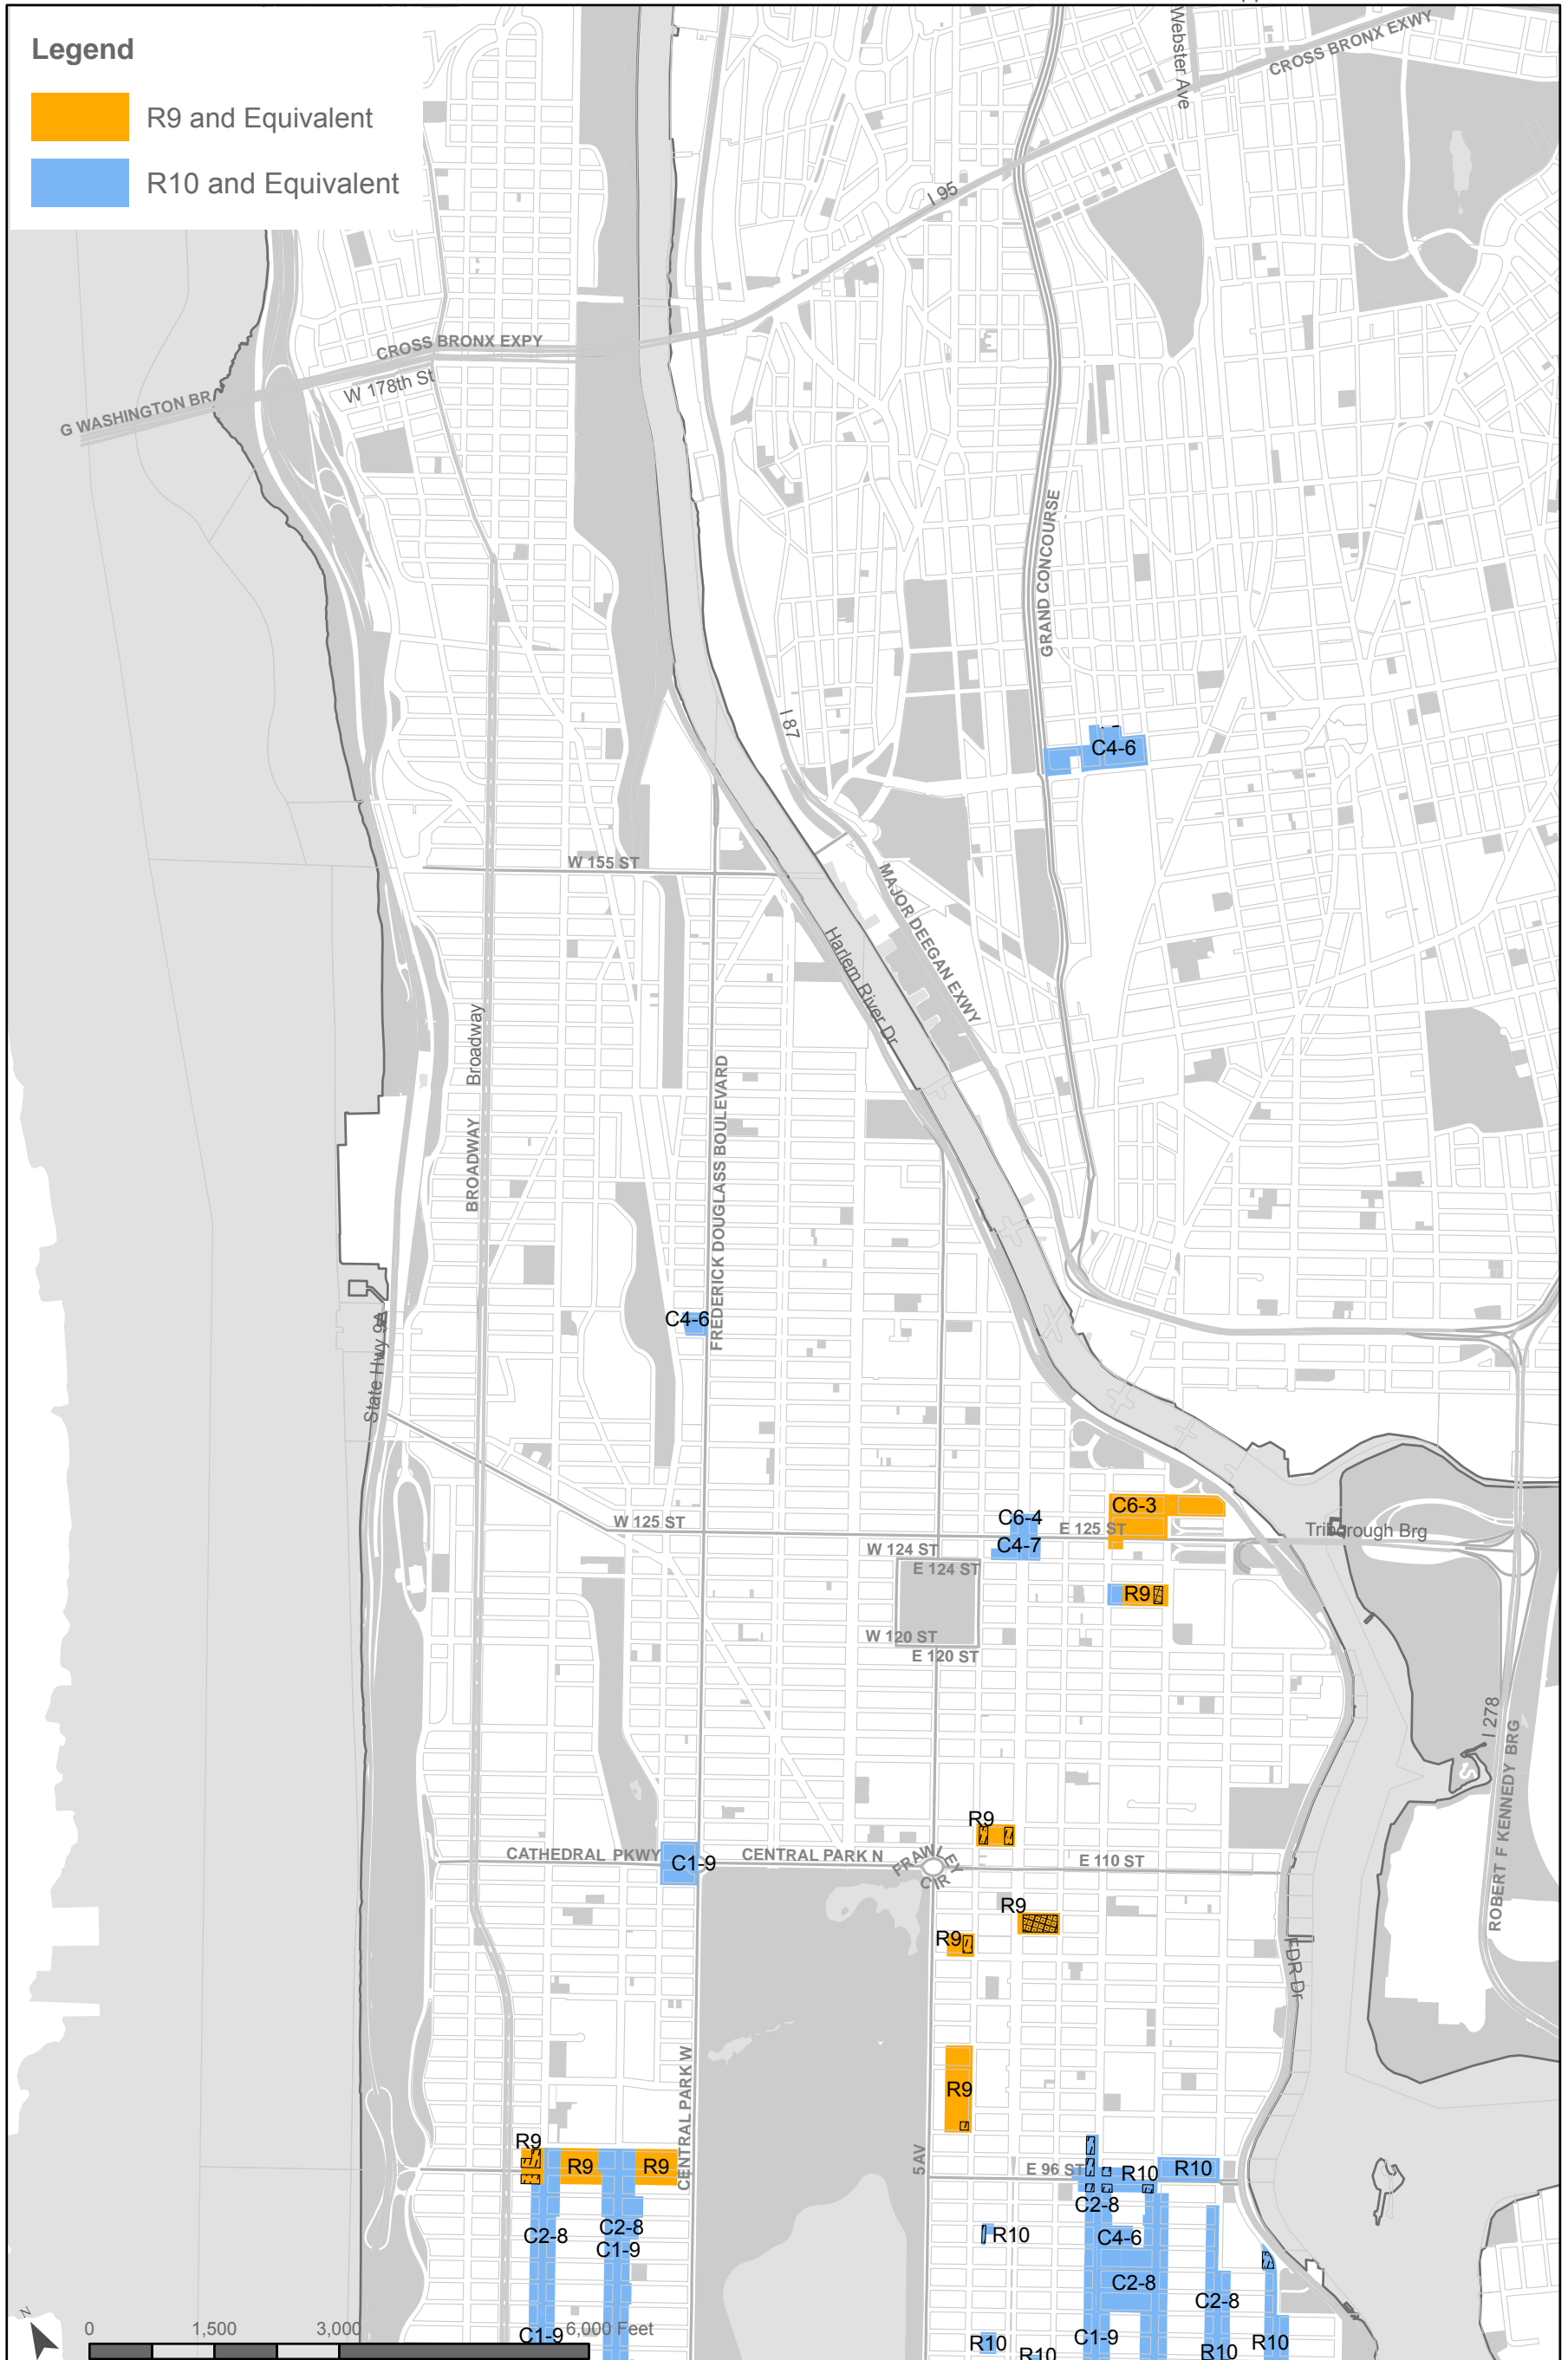 Legend
R9 and Equivalent
R10 and Equivalent
Webster Ave
CROSS BRONX EXWY
I 95
CROSS BRONX EXPY
W 178th St
G WASHINGTON BR
GRAND CONCOURSE
I 87
C4-6
W 155 ST
MAJOR DEEGAN EXWY
Harlem River Dr
Broadway
BROADWAY
FREDERICK DOUGLASS BOULEVARD
C4-6
State Hwy 9A
C6-3
C6-4
W 125 ST
E 125 ST
Triborough Brg
C4-7
W 124 ST
E 124 ST
R9
W 120 ST
E 120 ST
I 278
ROBERT F KENNEDY BRG
R9
CATHEDRAL PKWY
C1-9
CENTRAL PARK N
FRAWLEY CIR
E 110 ST
R9
R9
FDR Dr
CENTRAL PARK W
R9
R9
R9
R9
5 AV
E 96 ST
R10
R10
C2-8
C2-8
C2-8
C1-9
R10
C4-6
C2-8
C2-8
N
0
1,500
3,000
6,000 Feet
C1-9
R10
R10
C1-9
R10
R10